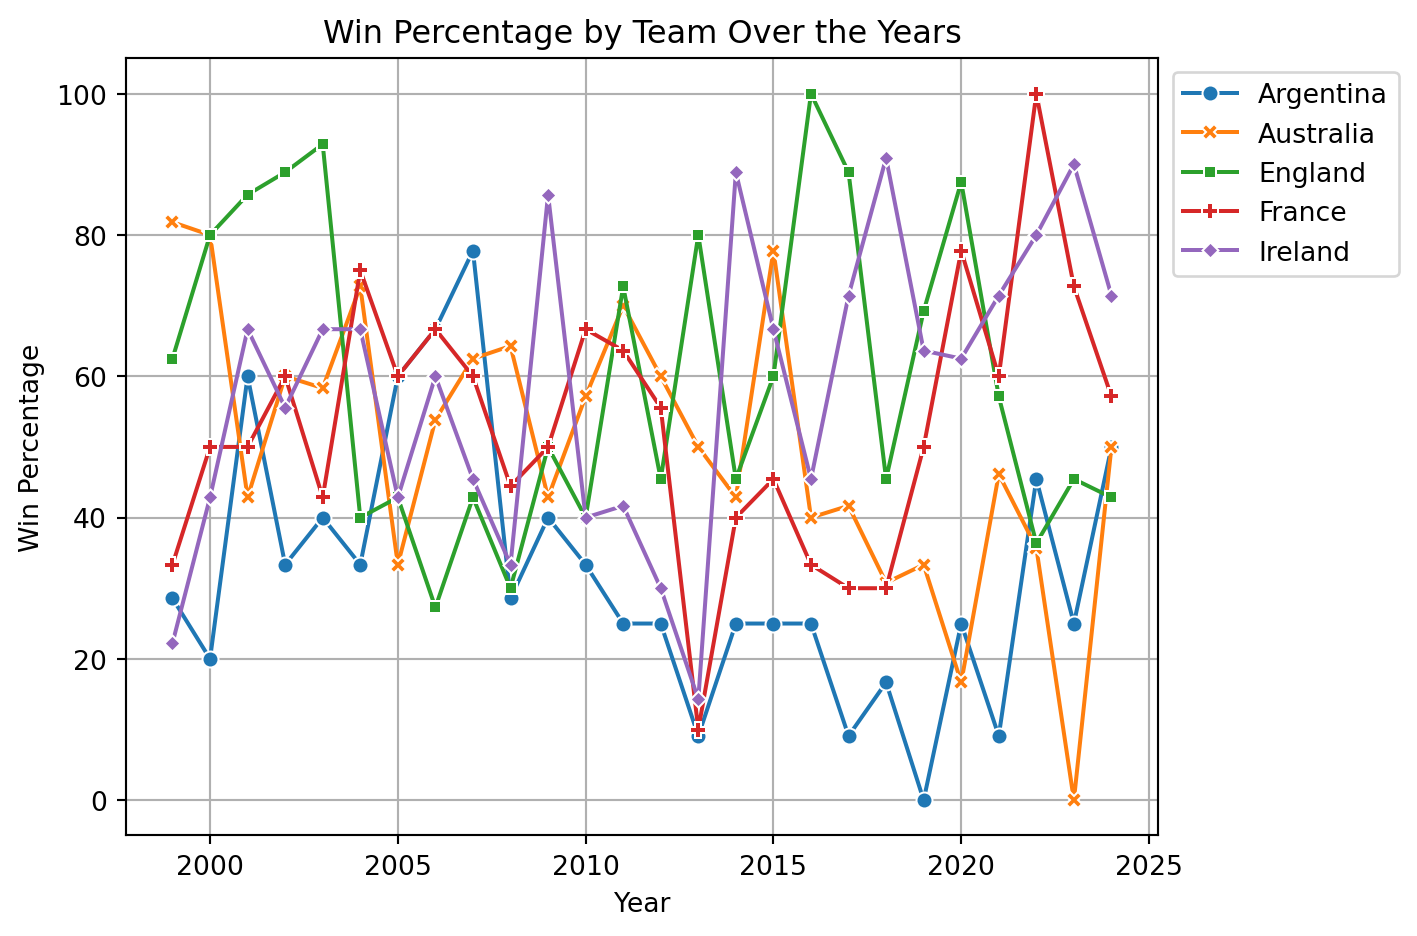 Win Percentage by Team Over the Years
100
80
60
40
20
0
Win Percentage
2000 2005 2010 2015 2020 2025
Year
Argentina
Australia
England
France
Ireland